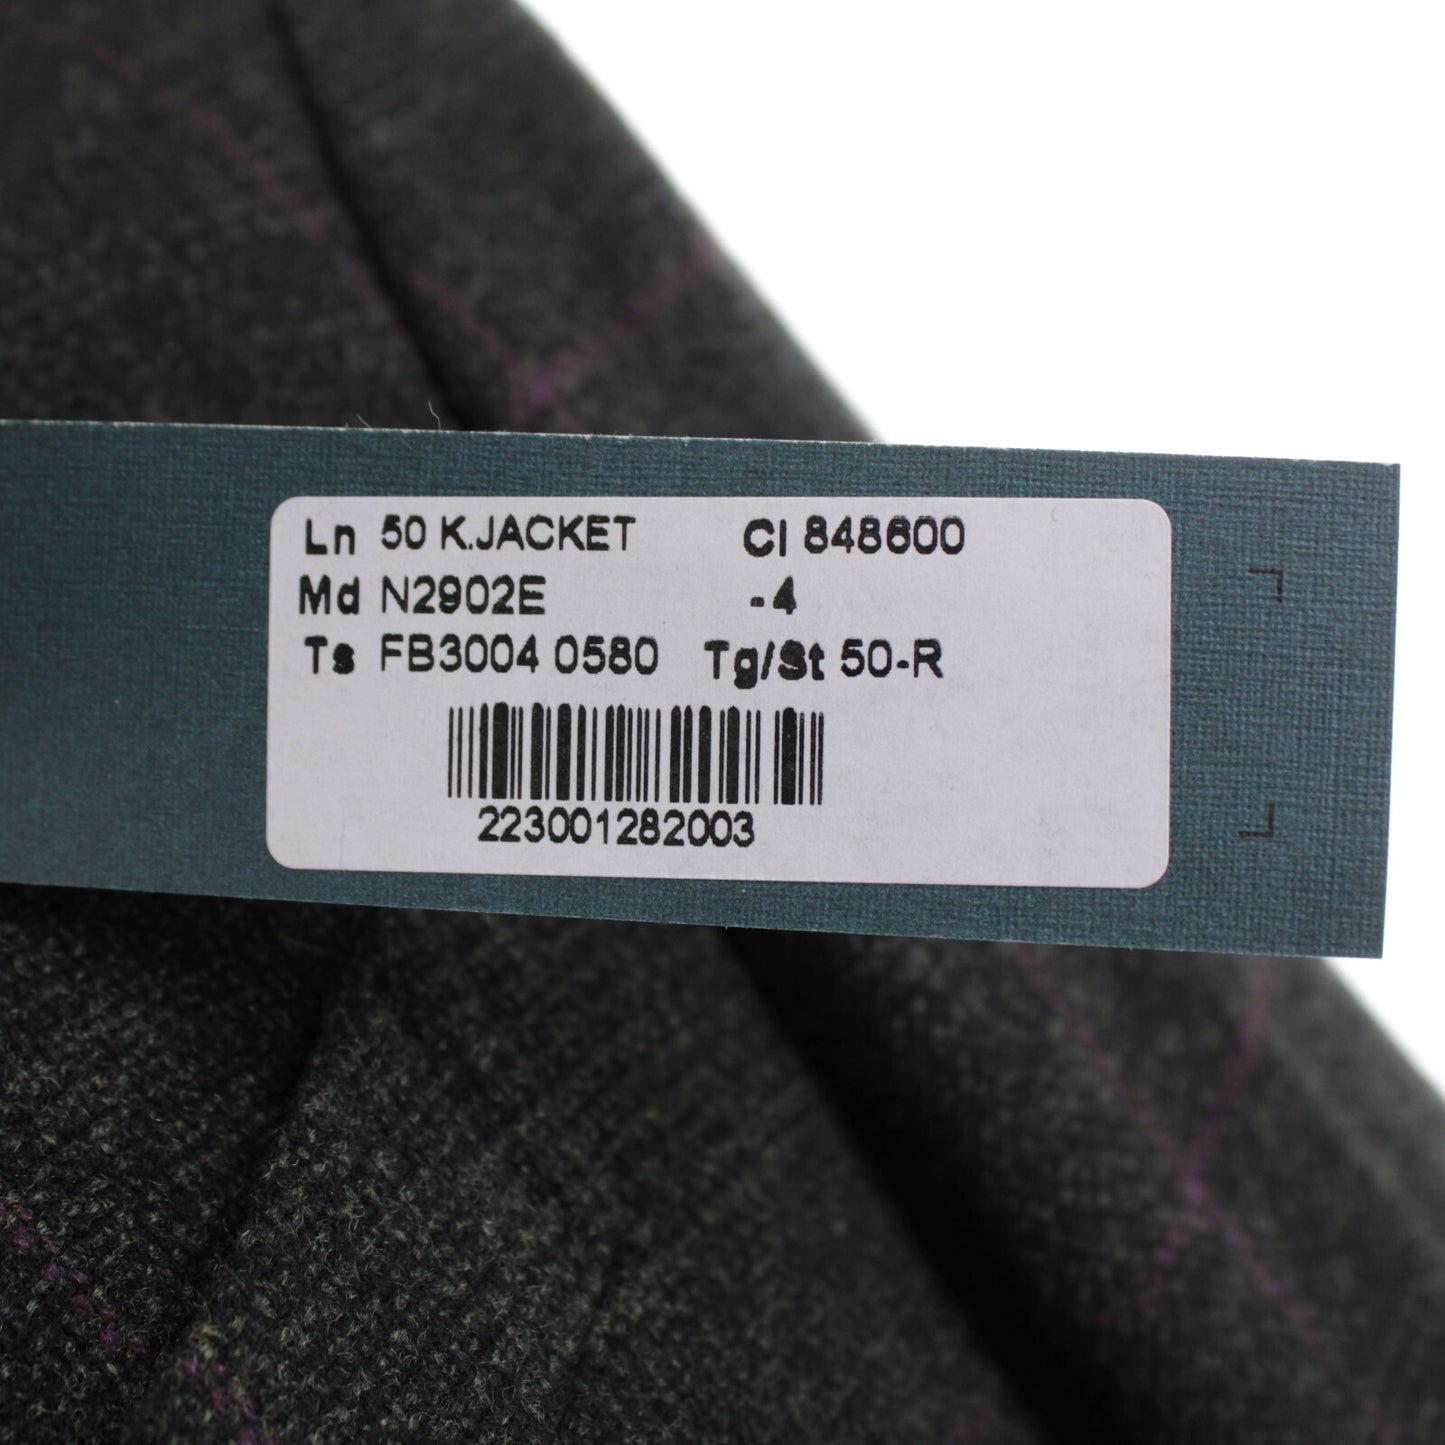 Ln 50 K.JACKET Cl 848600
Md N2902E -4
Ts FB3004 0580 Tg/St 50-R
223001282003